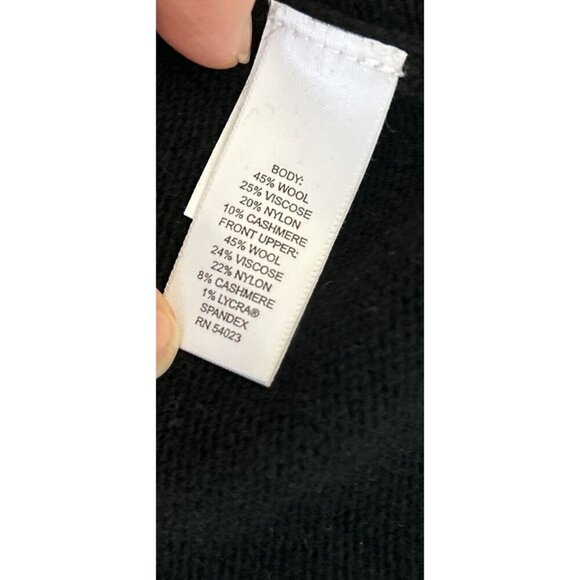 BODY:
45% WOOL
25% VISCOSE
20% NYLON
10% CASHMERE
FRONT UPPER:
45% WOOL
24% VISCOSE
22% NYLON
8% CASHMERE
1% LYCRA®
SPANDEX
RN 54023